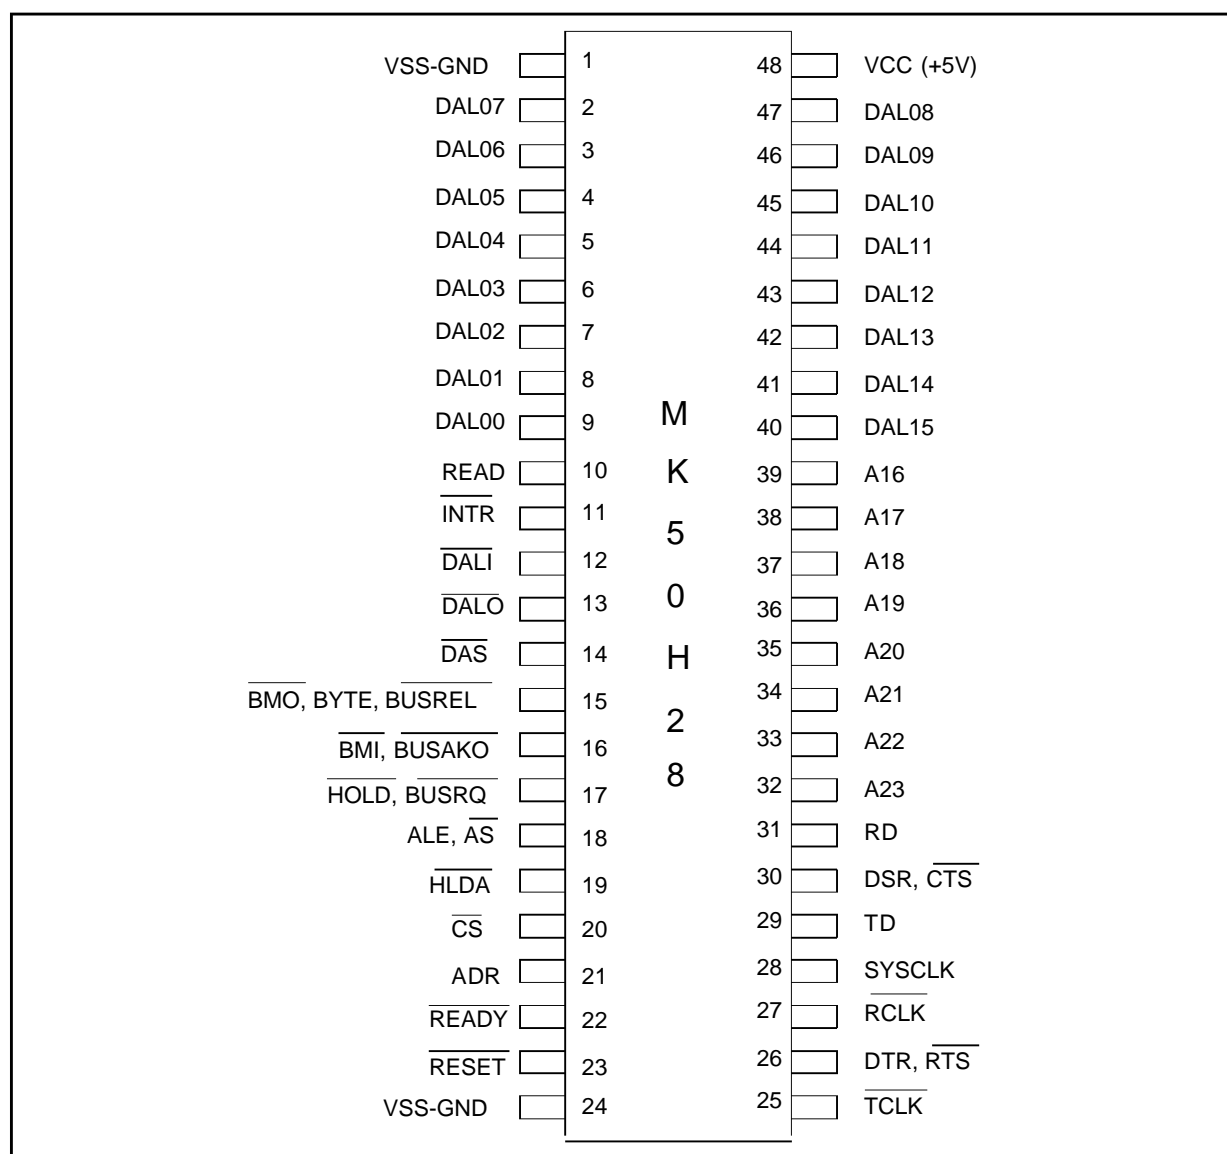 VSS-GND 1 48 VCC (+5V)
DAL07 2 47 DAL08
DAL06 3 46 DAL09
DAL05 4 45 DAL10
DAL04 5 44 DAL11
DAL03 6 43 DAL12
DAL02 7 42 DAL13
DAL01 8 41 DAL14
DAL00 9 40 DAL15
READ 10 39 A16
INTR 11 38 A17
DALI 12 37 A18
DALO 13 36 A19
DAS 14 35 A20
BMO, BYTE, BUSREL 15 34 A21
BMI, BUSAKO 16 33 A22
HOLD, BUSRQ 17 32 A23
ALE, AS 18 31 RD
HLDA 19 30 DSR, CTS
CS 20 29 TD
ADR 21 28 SYSCLK
READY 22 27 RCLK
RESET 23 26 DTR, RTS
VSS-GND 24 25 TCLK
M
K
5
0
H
2
8